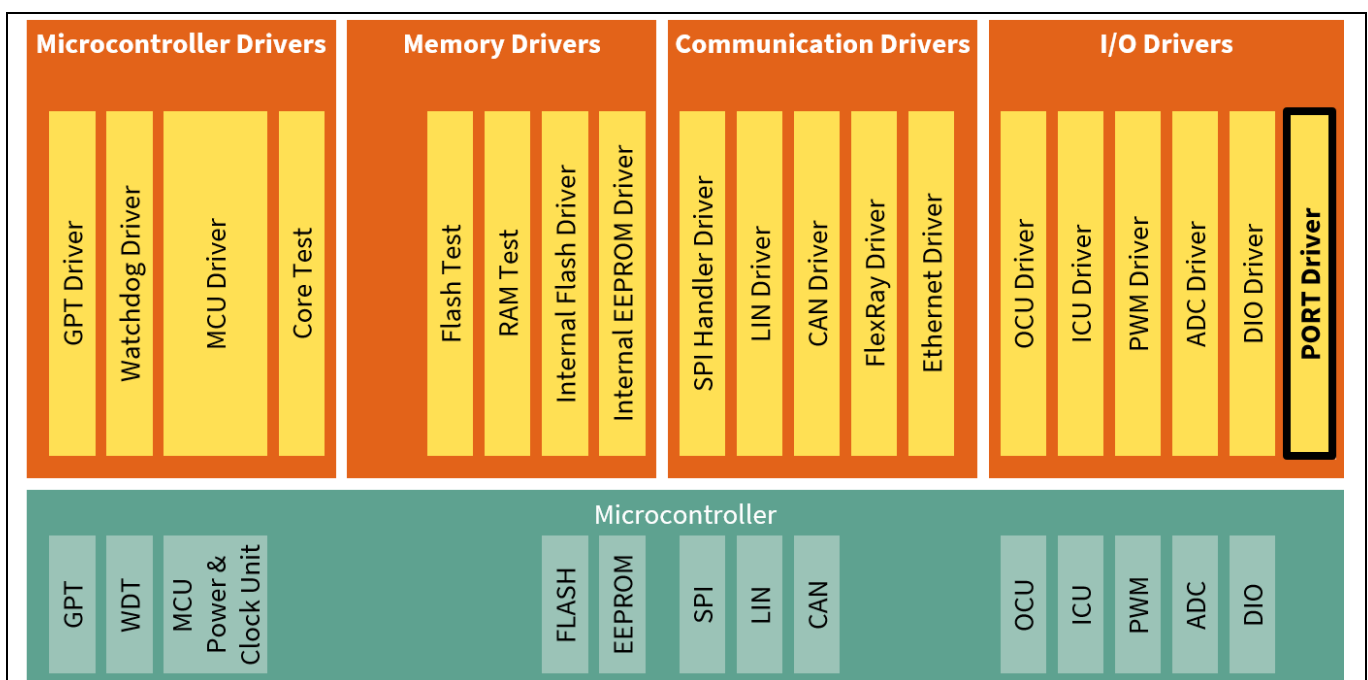 Microcontroller Drivers
Memory Drivers
Communication Drivers
I/O Drivers
GPT Driver
Watchdog Driver
MCU Driver
Core Test
Flash Test
RAM Test
Internal Flash Driver
Internal EEPROM Driver
SPI Handler Driver
LIN Driver
CAN Driver
FlexRay Driver
Ethernet Driver
OCU Driver
ICU Driver
PWM Driver
ADC Driver
DIO Driver
PORT Driver
Microcontroller
GPT
WDT
MCU
Power &
Clock Unit
FLASH
EEPROM
SPI
LIN
CAN
OCU
ICU
PWM
ADC
DIO